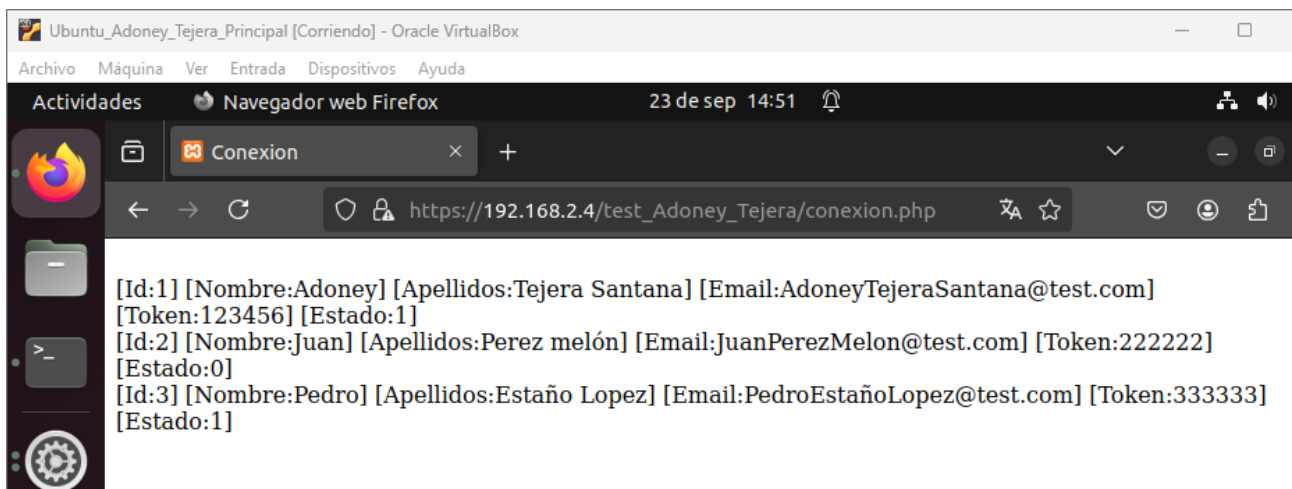 Ubuntu_Adoney_Tejera_Principal [Corriendo] - Oracle VirtualBox
Archivo Máquina Ver Entrada Dispositivos Ayuda
Actividades Navegador web Firefox 23 de sep 14:51
Conexion
https://192.168.2.4/test_Adoney_Tejera/conexion.php
[Id:1] [Nombre:Adoney] [Apellidos:Tejera Santana] [Email:AdoneyTejeraSantana@test.com]
[Token:123456] [Estado:1]
[Id:2] [Nombre:Juan] [Apellidos:Perez melón] [Email:JuanPerezMelon@test.com] [Token:222222]
[Estado:0]
[Id:3] [Nombre:Pedro] [Apellidos:Estaño Lopez] [Email:PedroEstañoLopez@test.com] [Token:333333]
[Estado:1]